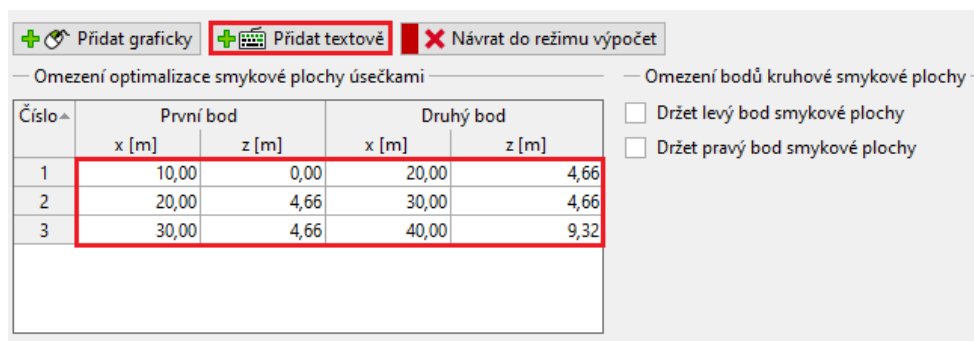 Přidat graficky Přidat textově Návrat do režimu výpočet
Omezení optimalizace smykové plochy úsečkami
Omezení bodů kruhové smykové plochy
Číslo První bod Druhý bod
x [m] z [m] x [m] z [m]
1 10,00 0,00 20,00 4,66
2 20,00 4,66 30,00 4,66
3 30,00 4,66 40,00 9,32
Držet levý bod smykové plochy
Držet pravý bod smykové plochy